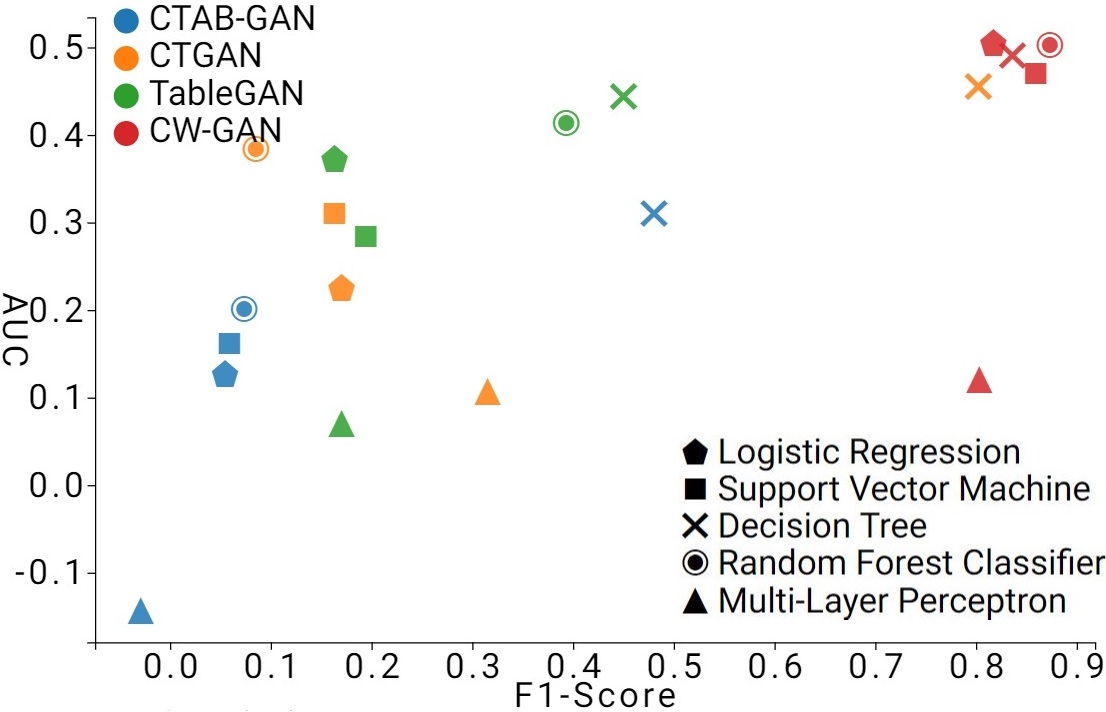 CTAB-GAN
CTGAN
TableGAN
CW-GAN
0.5
0.4
0.3
0.2
0.1
0.0
-0.1
AUC
Logistic Regression
Support Vector Machine
Decision Tree
Random Forest Classifier
Multi-Layer Perceptron
0.0 0.1 0.2 0.3 0.4 0.5 0.6 0.7 0.8 0.9
F1-Score